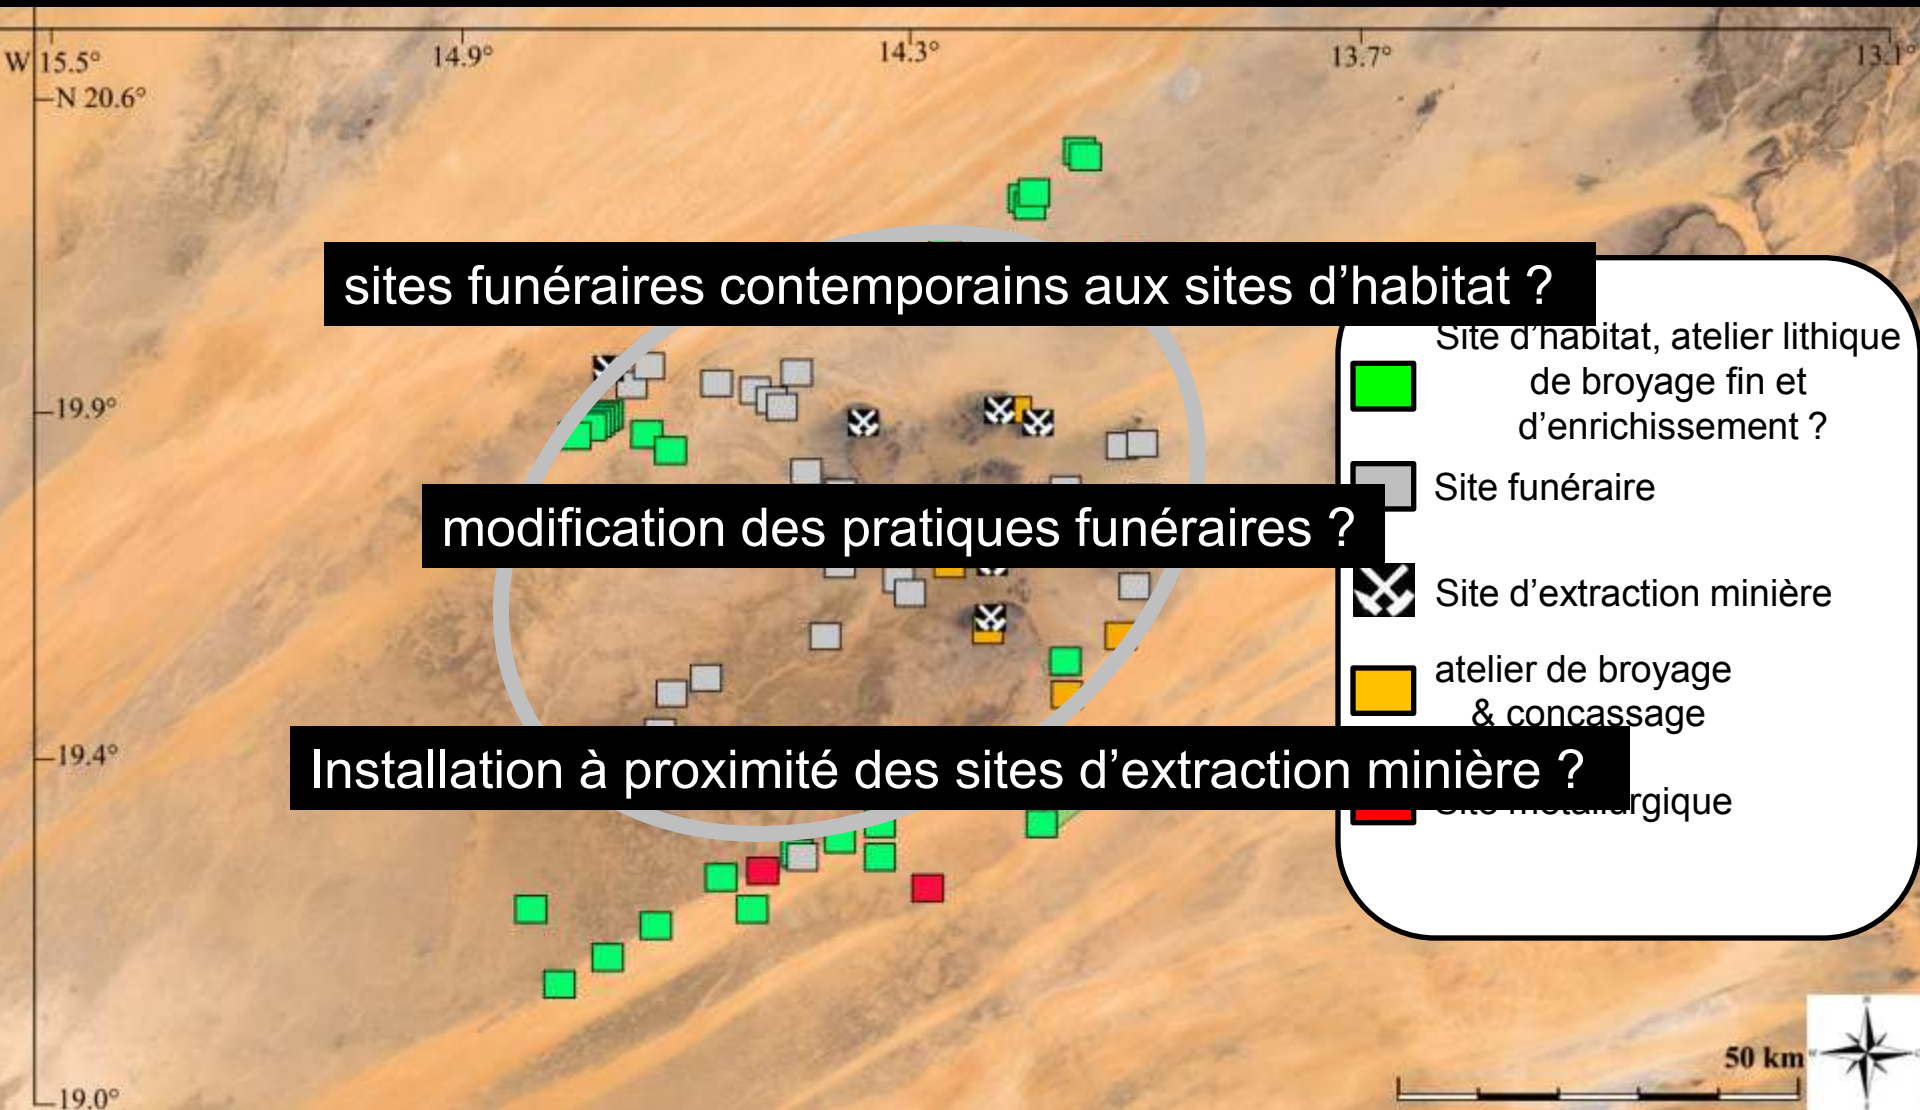 W 15.5°
14.9°
14.3°
13.7°
13.1°
N 20.6°
sites funéraires contemporains aux sites d'habitat ?
Site d'habitat, atelier lithique
de broyage fin et
d'enrichissement ?
19.9°
Site funéraire
modification des pratiques funéraires ?
Site d'extraction minière
atelier de broyage
& concassage
19.4°
Installation à proximité des sites d'extraction minière ?
Site métallurgique
50 km
19.0°